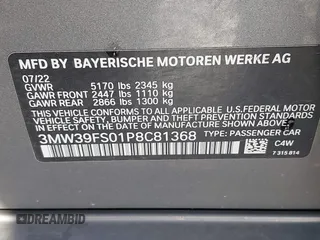 MFD BY BAYERISCHE MOTOREN WERKE AG
07/22
GVWR 5170 lbs 2345 kg
GAWR FRONT 2447 lbs 1110 kg
GAWR REAR 2866 lbs 1300 kg
THIS VEHICLE CONFORMS TO ALL APPLICABLE U.S. FEDERAL MOTOR
VEHICLE SAFETY, BUMPER, AND THEFT PREVENTION STANDARDS
IN EFFECT ON THE DATE OF MANUFACTURE SHOWN ABOVE.
3MW39FS01P8C81368 TYPE: PASSENGER CAR
C4W
7 315 814
DREAMBID